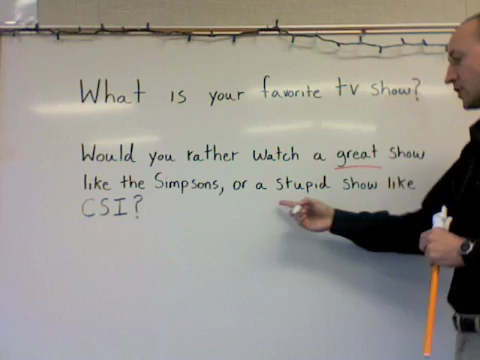 What is your favorite tv show?
Would you rather watch a great show
like the Simpsons, or a stupid show like
CSI?